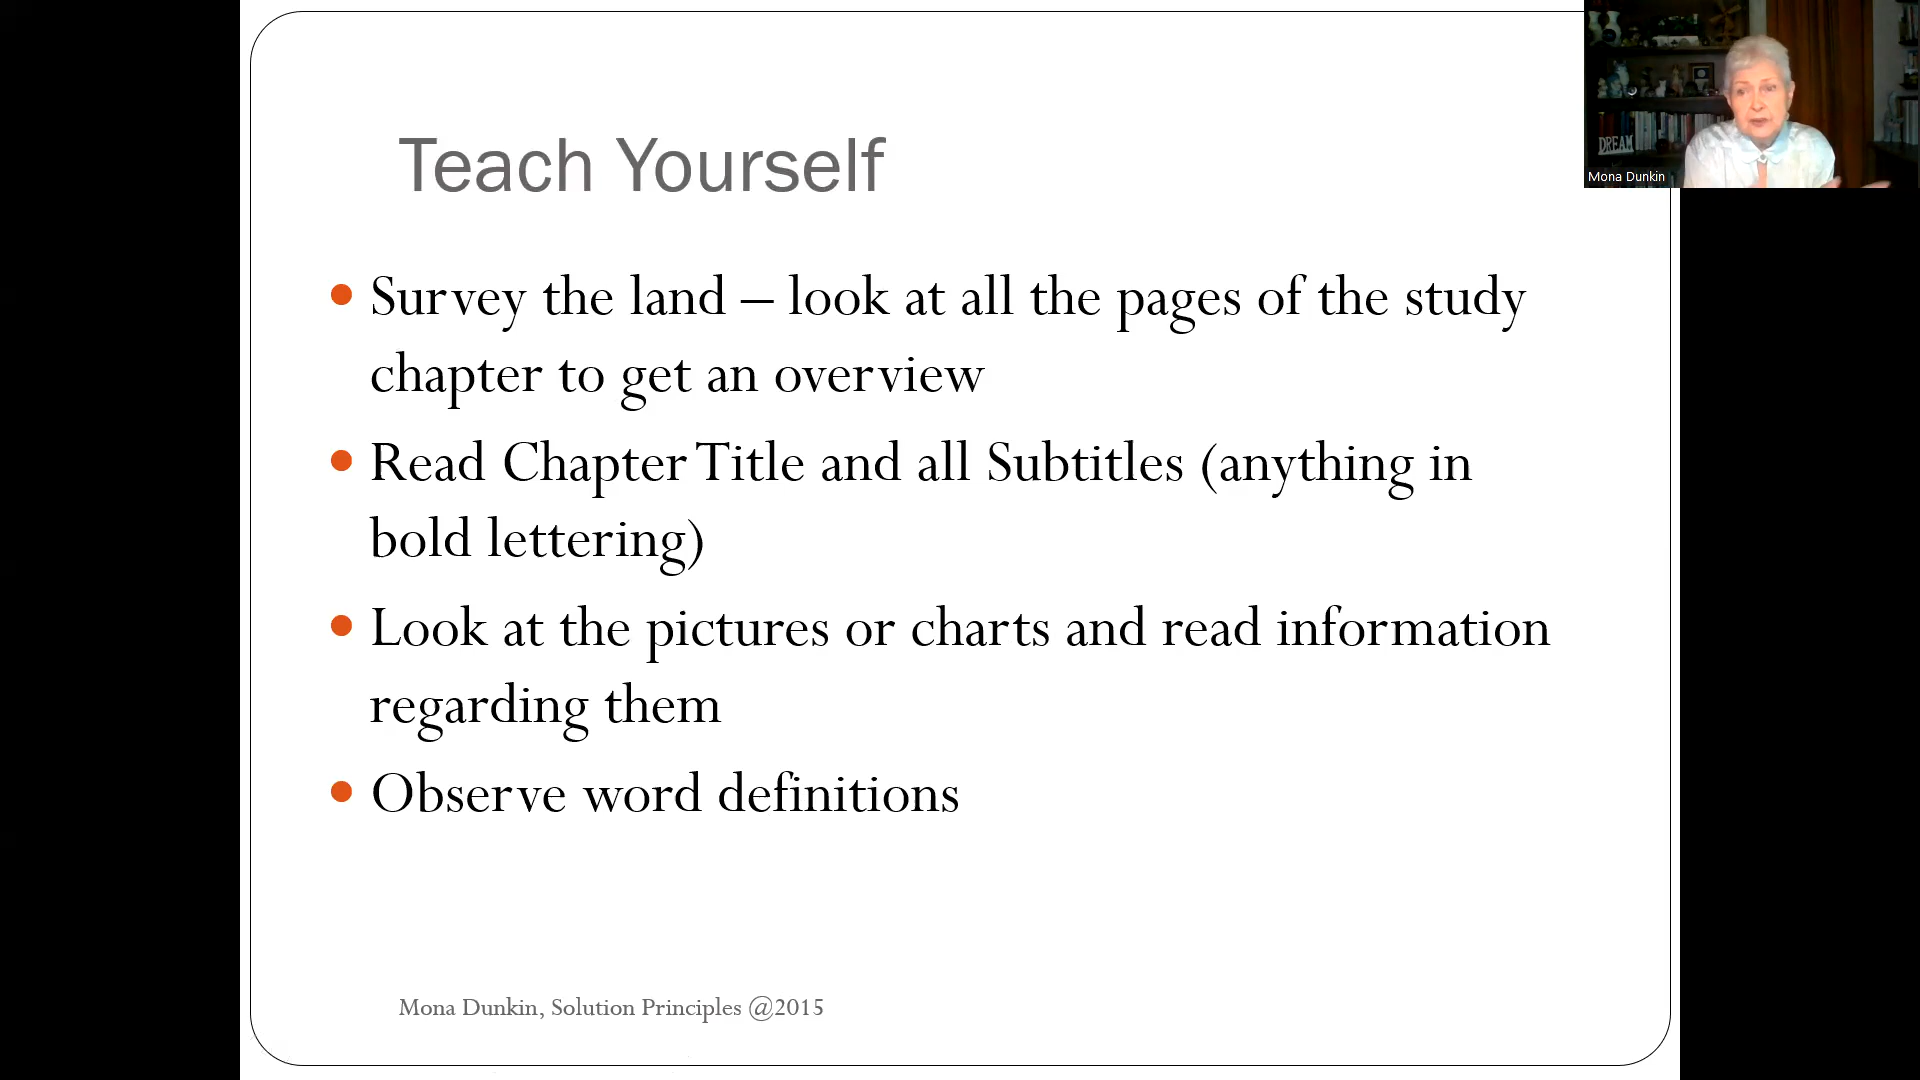 Teach Yourself
Survey the land – look at all the pages of the study
chapter to get an overview
Read Chapter Title and all Subtitles (anything in
bold lettering)
Look at the pictures or charts and read information
regarding them
Observe word definitions
Mona Dunkin, Solution Principles @2015
DREAM
Mona Dunkin